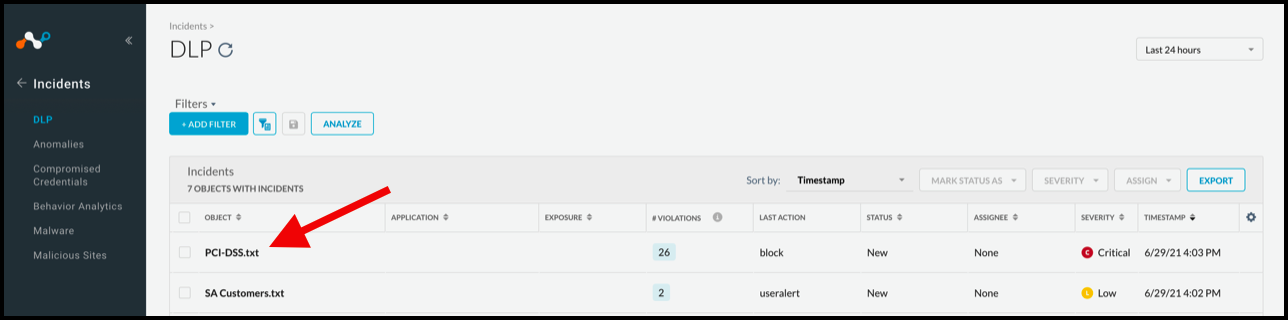 Incidents >
DLP
Last 24 hours
Incidents
DLP
Anomalies
Compromised
Credentials
Behavior Analytics
Malware
Malicious Sites
Filters
+ ADD FILTER
ANALYZE
Incidents
7 OBJECTS WITH INCIDENTS
Sort by: Timestamp MARK STATUS AS SEVERITY ASSIGN EXPORT
OBJECT APPLICATION EXPOSURE # VIOLATIONS LAST ACTION STATUS ASSIGNEE SEVERITY TIMESTAMP
PCI-DSS.txt 26 block New None C Critical 6/29/21 4:03 PM
SA Customers.txt 2 useralert New None L Low 6/29/21 4:02 PM